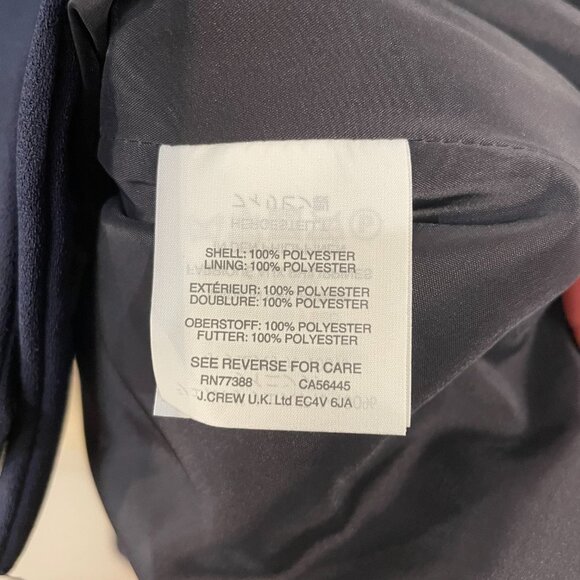 SHELL: 100% POLYESTER
LINING: 100% POLYESTER
EXTÉRIEUR: 100% POLYESTER
DOUBLURE: 100% POLYESTER
OBERSTOFF: 100% POLYESTER
FUTTER: 100% POLYESTER
SEE REVERSE FOR CARE
RN77388 CA56445
J.CREW U.K. Ltd EC4V 6JA